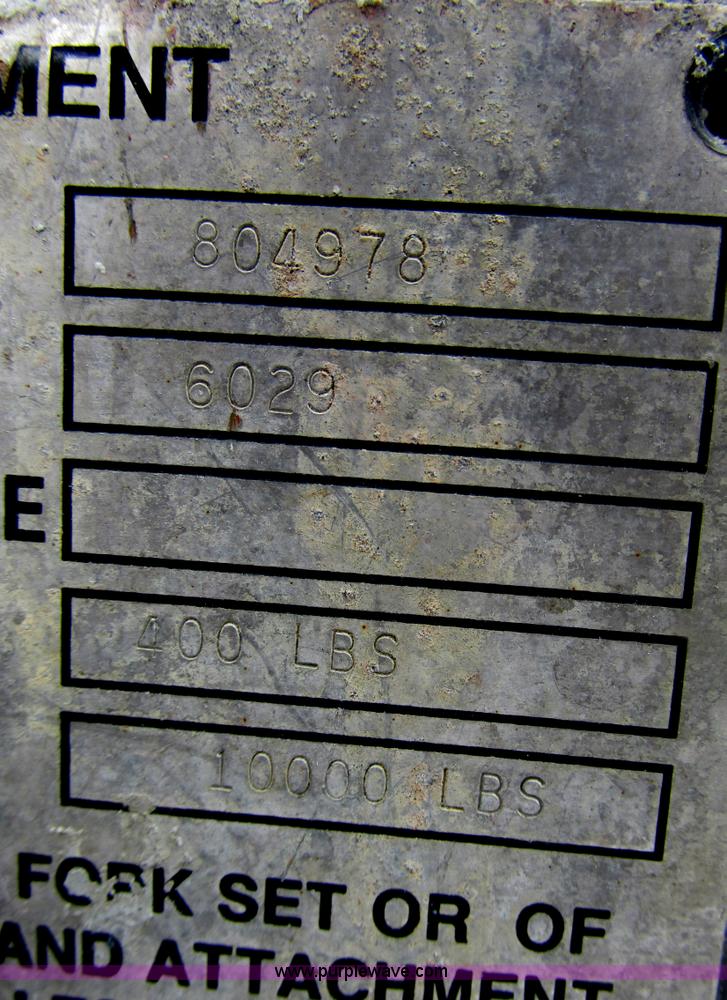 MENT
804978
6029
E
400 LBS
10000 LBS
FORK SET OR OF
AND ATTACHMENT
www.purplewave.com